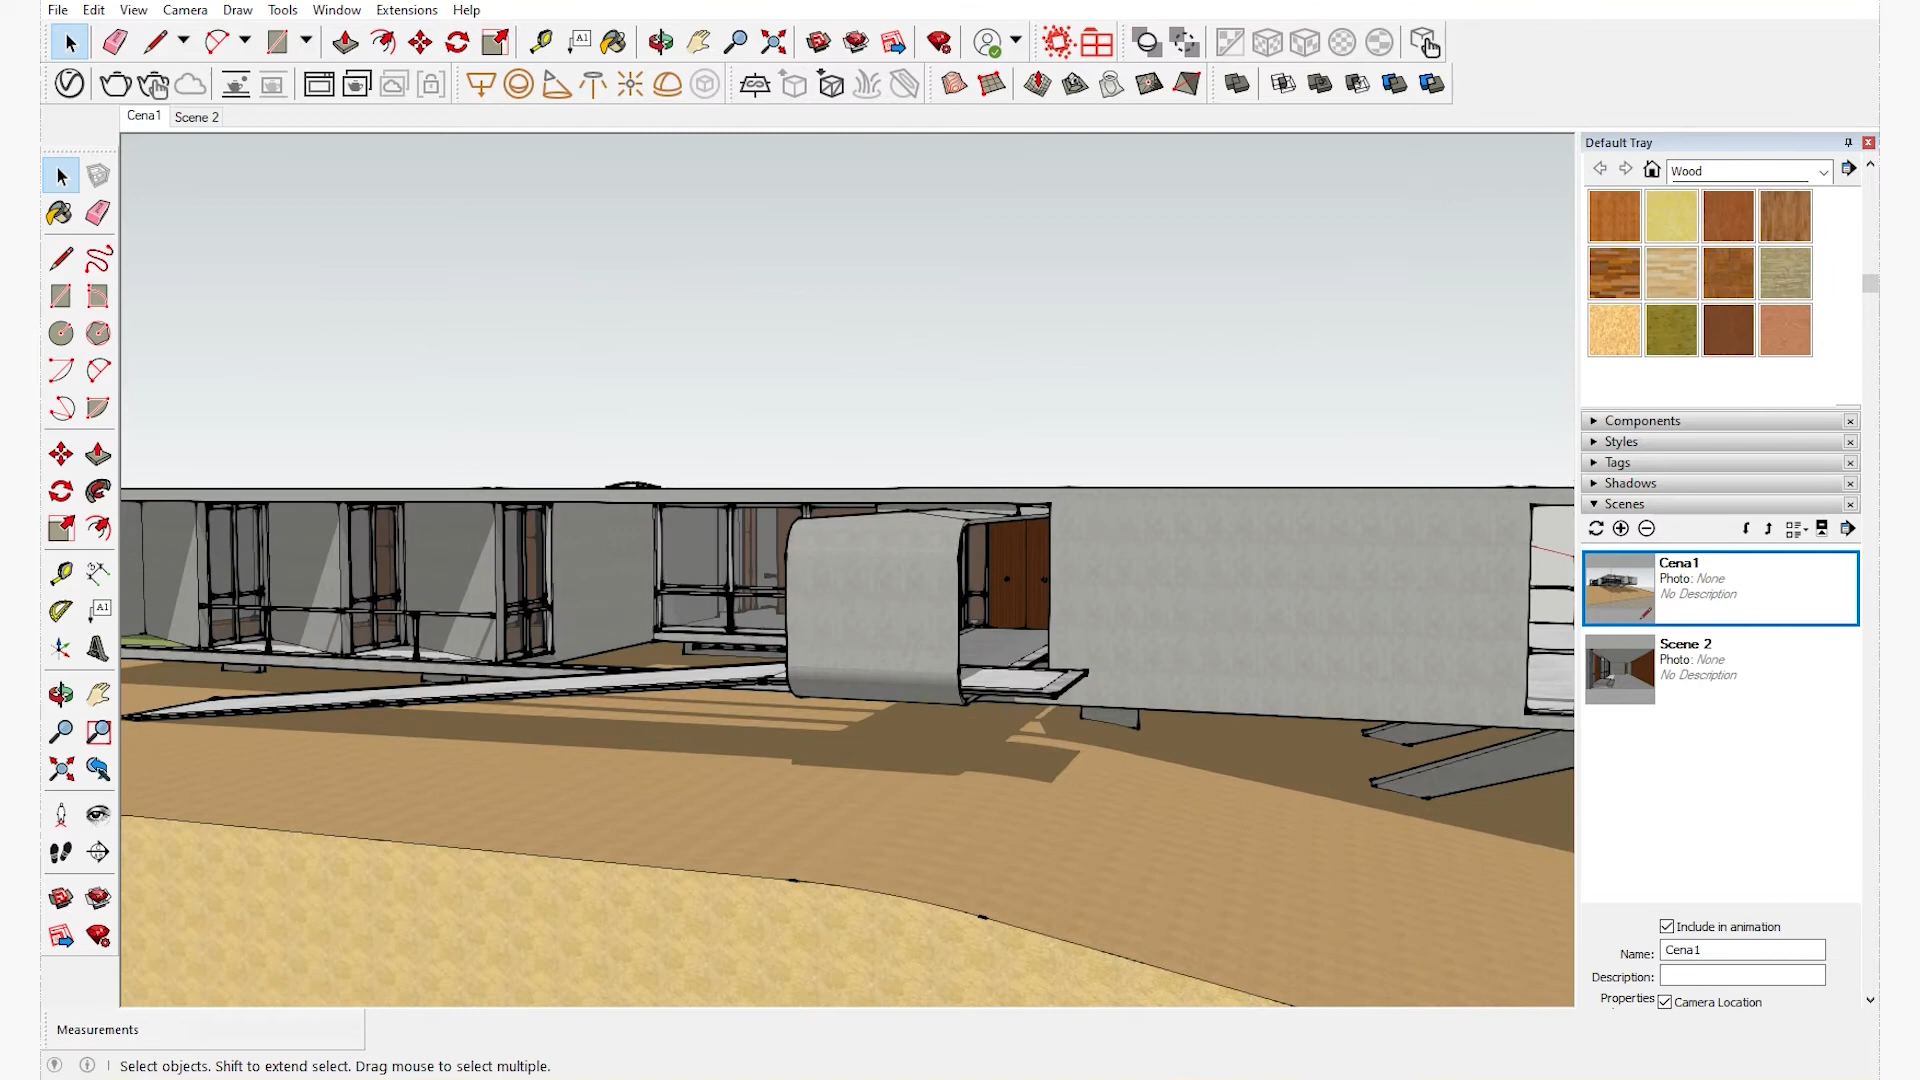 File Edit View Camera Draw Tools Window Extensions Help
A1
Cena1 Scene 2
Default Tray
Wood
A1
Components
Styles
Tags
Shadows
Scenes
Cena1
Photo: None
No Description
Scene 2
Photo: None
No Description
Include in animation
Name: Cena1
Description:
Properties Camera Location
Measurements
Select objects. Shift to extend select. Drag mouse to select multiple.